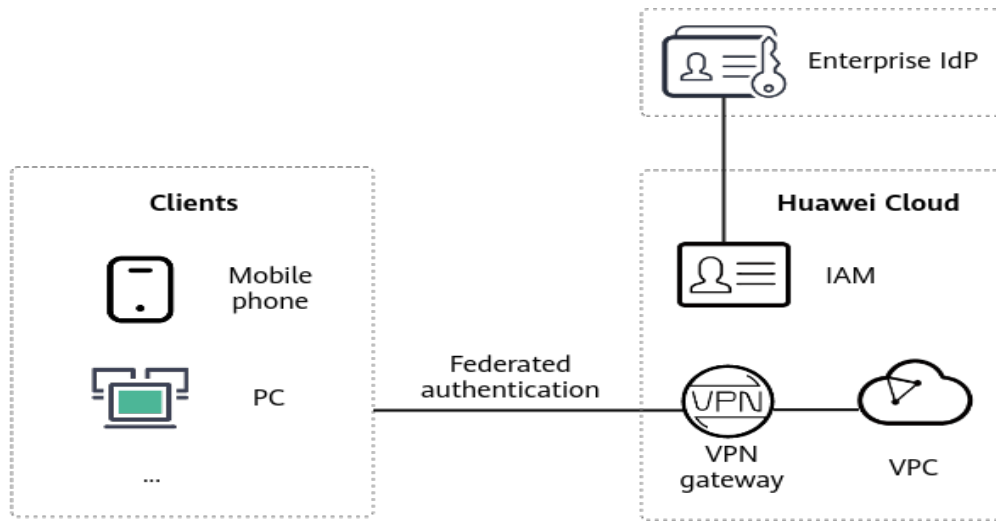 Enterprise IdP
Clients
Mobile
phone
PC
...
Federated
authentication
Huawei Cloud
IAM
VPN
VPN
gateway
VPC